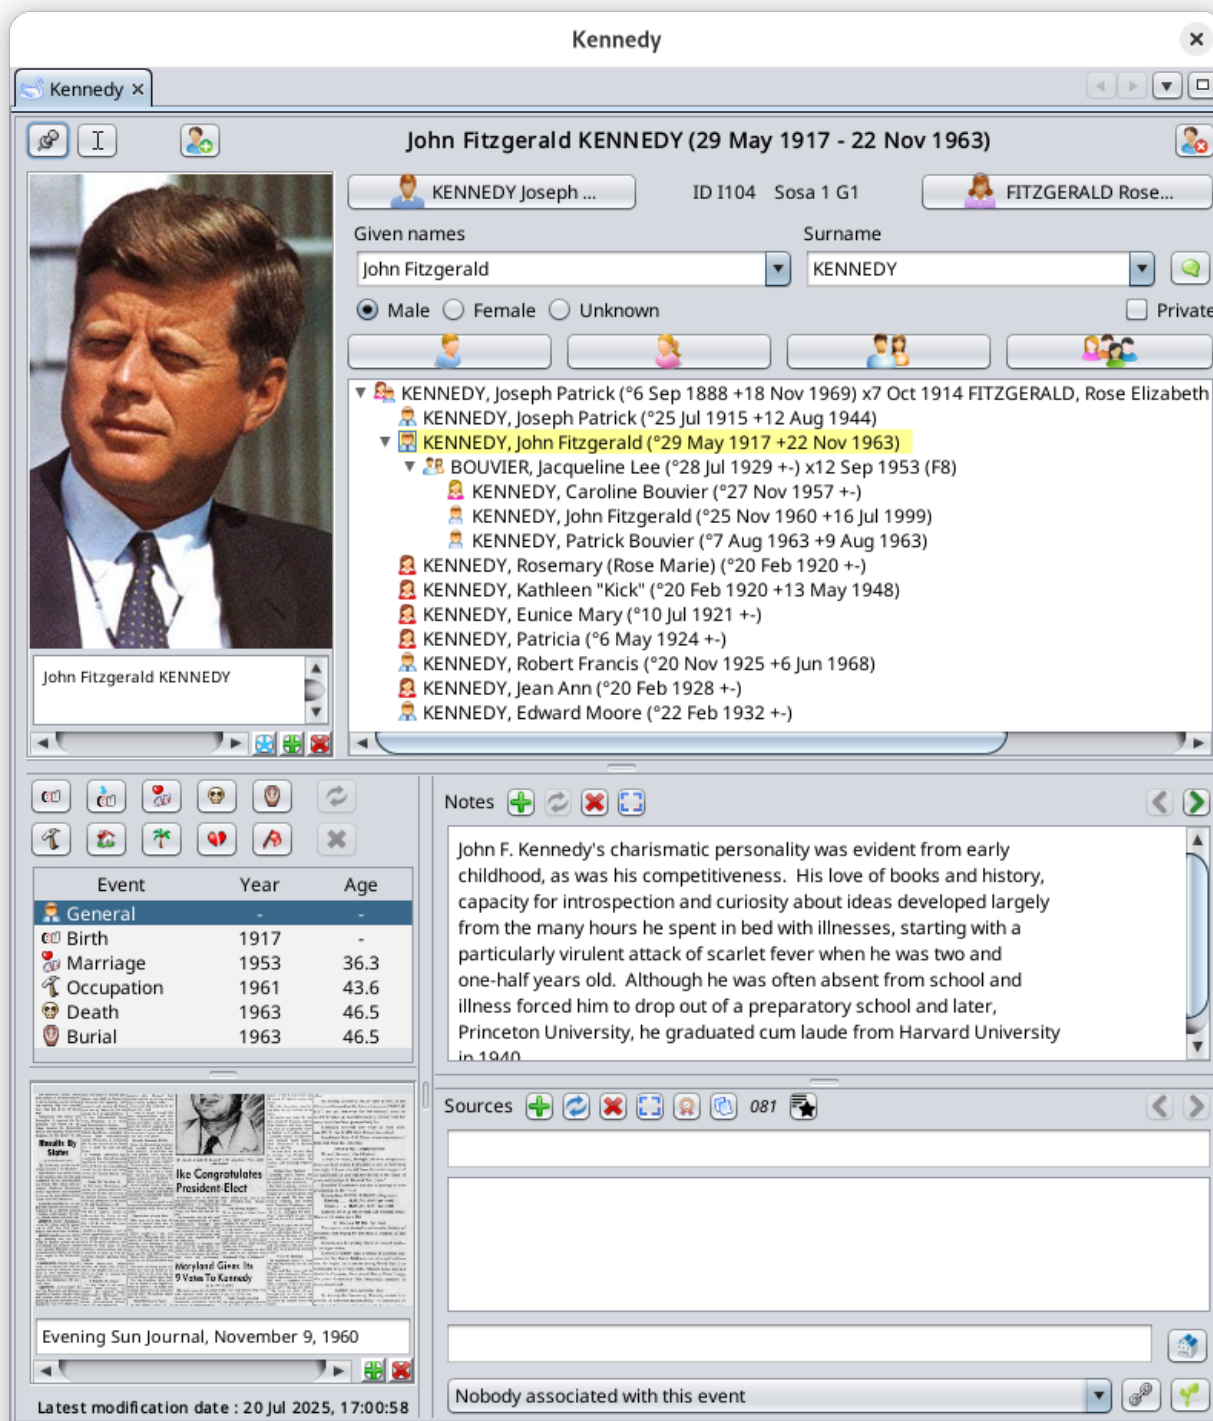 Kennedy
Kennedy
John Fitzgerald KENNEDY (29 May 1917 - 22 Nov 1963)
KENNEDY Joseph ...
ID I104 Sosa 1 G1
FITZGERALD Rose...
Given names
Surname
John Fitzgerald
KENNEDY
Male
Female
Unknown
Private
KENNEDY, Joseph Patrick (°6 Sep 1888 +18 Nov 1969) x7 Oct 1914 FITZGERALD, Rose Elizabeth
KENNEDY, Joseph Patrick (°25 Jul 1915 +12 Aug 1944)
KENNEDY, John Fitzgerald (°29 May 1917 +22 Nov 1963)
BOUVIER, Jacqueline Lee (°28 Jul 1929 +-) x12 Sep 1953 (F8)
KENNEDY, Caroline Bouvier (°27 Nov 1957 +-)
KENNEDY, John Fitzgerald (°25 Nov 1960 +16 Jul 1999)
KENNEDY, Patrick Bouvier (°7 Aug 1963 +9 Aug 1963)
KENNEDY, Rosemary (Rose Marie) (°20 Feb 1920 +-)
KENNEDY, Kathleen "Kick" (°20 Feb 1920 +13 May 1948)
KENNEDY, Eunice Mary (°10 Jul 1921 +-)
KENNEDY, Patricia (°6 May 1924 +-)
KENNEDY, Robert Francis (°20 Nov 1925 +6 Jun 1968)
KENNEDY, Jean Ann (°20 Feb 1928 +-)
KENNEDY, Edward Moore (°22 Feb 1932 +-)
John Fitzgerald KENNEDY
Event Year Age
General - -
Birth 1917 -
Marriage 1953 36.3
Occupation 1961 43.6
Death 1963 46.5
Burial 1963 46.5
Notes
John F. Kennedy's charismatic personality was evident from early
childhood, as was his competitiveness. His love of books and history,
capacity for introspection and curiosity about ideas developed largely
from the many hours he spent in bed with illnesses, starting with a
particularly virulent attack of scarlet fever when he was two and
one-half years old. Although he was often absent from school and
illness forced him to drop out of a preparatory school and later,
Princeton University, he graduated cum laude from Harvard University
in 1940
Results By
States
Ike Congratulates
President-Elect
Maryland Gives Its
9 Votes To Kennedy
Evening Sun Journal, November 9, 1960
Latest modification date : 20 Jul 2025, 17:00:58
Sources
081
Nobody associated with this event